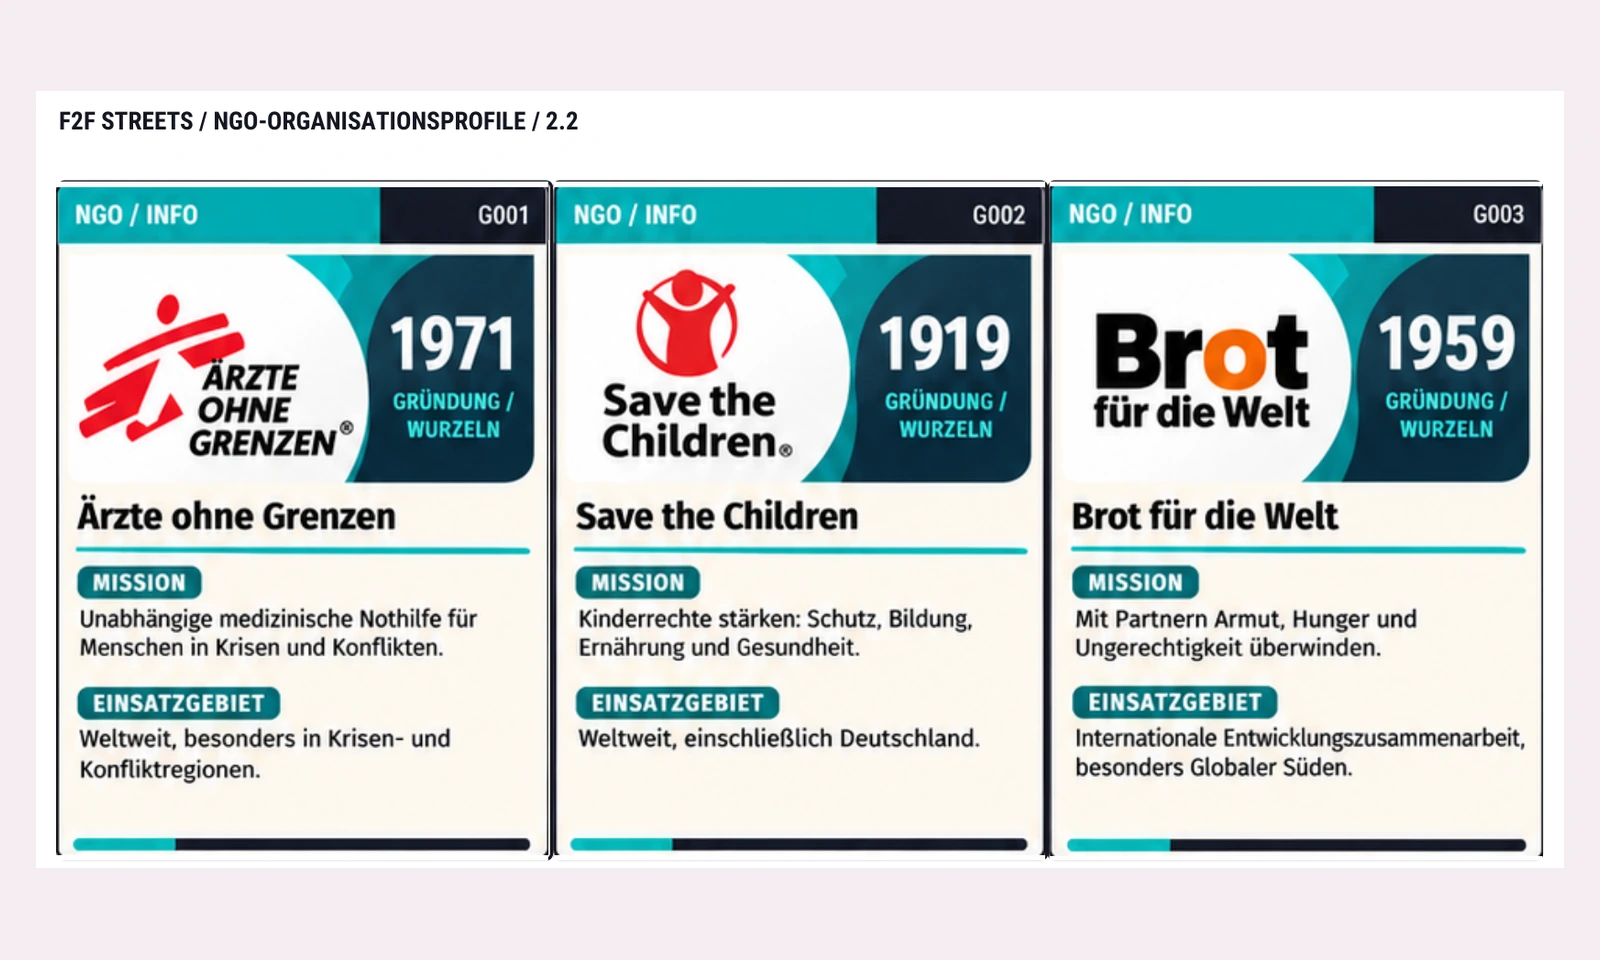 F2F STREETS / NGO-ORGANISATIONSPROFILE / 2.2
NGO / INFO
G001
ÄRZTE
OHNE
GRENZEN®
1971
GRÜNDUNG /
WURZELN
Ärzte ohne Grenzen
MISSION
Unabhängige medizinische Nothilfe für
Menschen in Krisen und Konflikten.
EINSATZGEBIET
Weltweit, besonders in Krisen- und
Konfliktregionen.
NGO / INFO
G002
Save the
Children®
1919
GRÜNDUNG /
WURZELN
Save the Children
MISSION
Kinderrechte stärken: Schutz, Bildung,
Ernährung und Gesundheit.
EINSATZGEBIET
Weltweit, einschließlich Deutschland.
NGO / INFO
G003
Brot
für die Welt
1959
GRÜNDUNG /
WURZELN
Brot für die Welt
MISSION
Mit Partnern Armut, Hunger und
Ungerechtigkeit überwinden.
EINSATZGEBIET
Internationale Entwicklungszusammenarbeit,
besonders Globaler Süden.